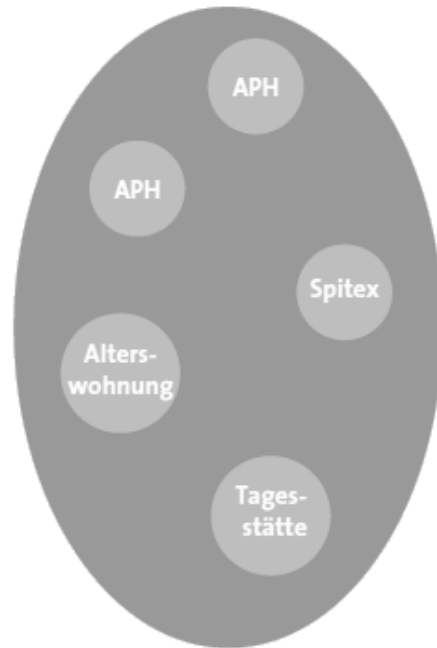 APH
APH
Spitex
Alters-
wohnung
Tages-
stätte